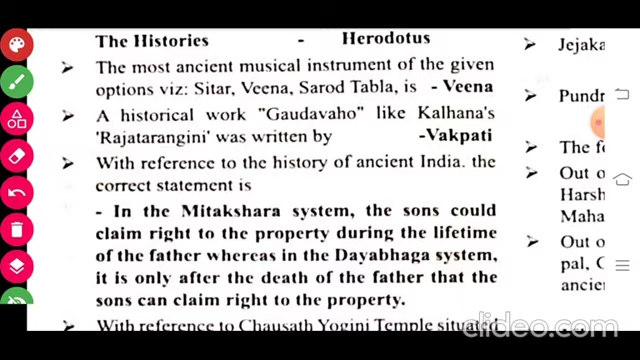 The Histories - Herodotus
➢ The most ancient musical instrument of the given
options viz: Sitar, Veena, Sarod Tabla, is - Veena
➢ A historical work "Gaudavaho" like Kalhana's
'Rajatarangini' was written by -Vakpati
➢ With reference to the history of ancient India. the
correct statement is
- In the Mitakshara system, the sons could
claim right to the property during the lifetime
of the father whereas in the Dayabhaga system,
it is only after the death of the father that the
sons can claim right to the property.
➢ With reference to Chausath Yogini Temple situated
➢ Jejaka
➢ Pundr
➢ The fo
➢ Out o
Harsh
Maha
➢ Out o
pal, C
ancien
clideo.com